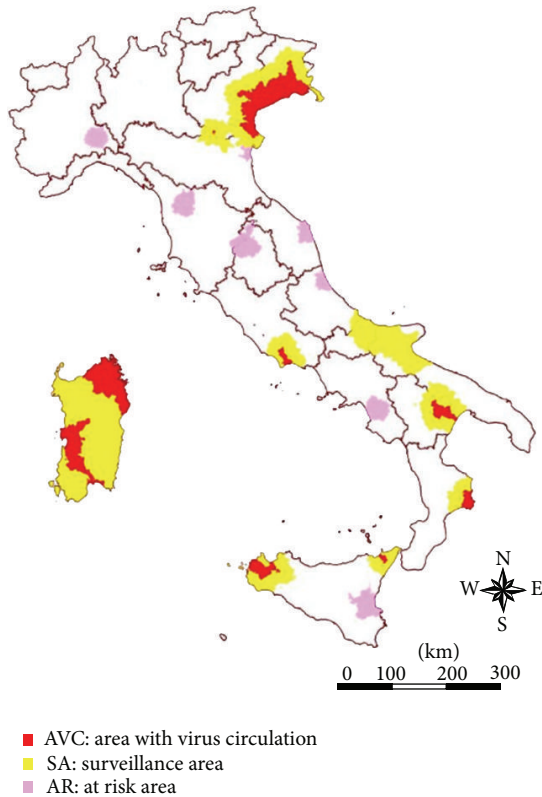 N
W E
S
(km)
0 100 200 300
AVC: area with virus circulation
SA: surveillance area
AR: at risk area